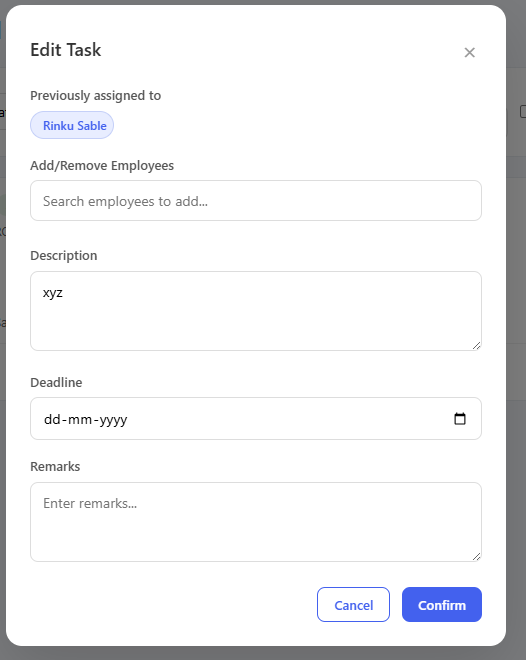 Edit Task
Previously assigned to
Rinku Sable
Add/Remove Employees
Search employees to add...
Description
xyz
Deadline
dd-mm-yyyy
Remarks
Enter remarks...
Cancel
Confirm